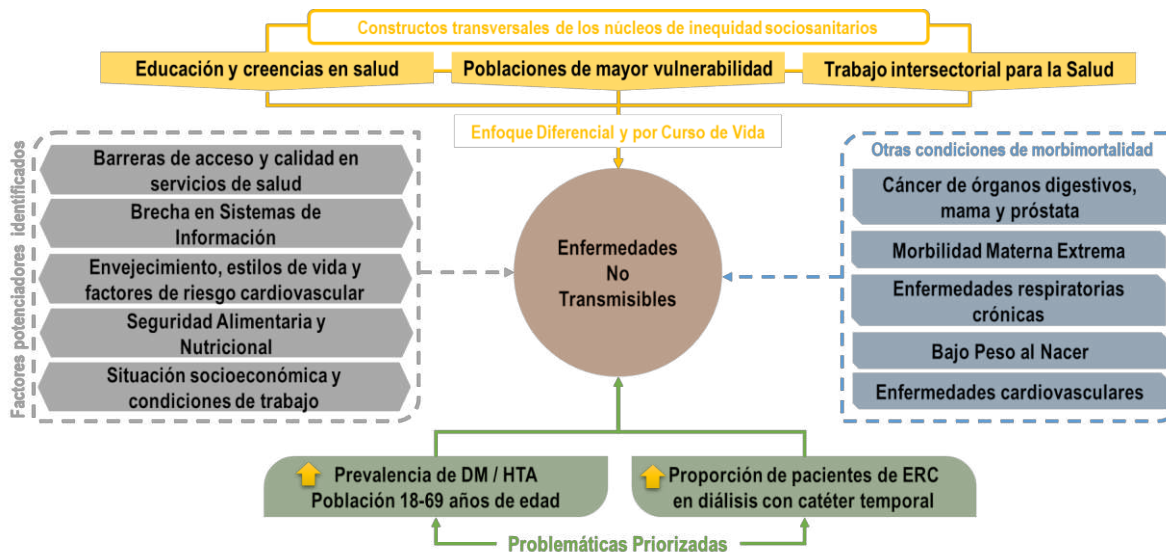 Constructos transversales de los núcleos de inequidad sociosanitarios
Educación y creencias en salud
Poblaciones de mayor vulnerabilidad
Trabajo intersectorial para la Salud
Enfoque Diferencial y por Curso de Vida
Factores potenciadores identificados
Barreras de acceso y calidad en
servicios de salud
Brecha en Sistemas de
Información
Envejecimiento, estilos de vida y
factores de riesgo cardiovascular
Seguridad Alimentaria y
Nutricional
Situación socioeconómica y
condiciones de trabajo
Enfermedades
No
Transmisibles
Otras condiciones de morbimortalidad
Cáncer de órganos digestivos,
mama y próstata
Morbilidad Materna Extrema
Enfermedades respiratorias
crónicas
Bajo Peso al Nacer
Enfermedades cardiovasculares
Prevalencia de DM / HTA
Población 18-69 años de edad
Proporción de pacientes de ERC
en diálisis con catéter temporal
Problemáticas Priorizadas